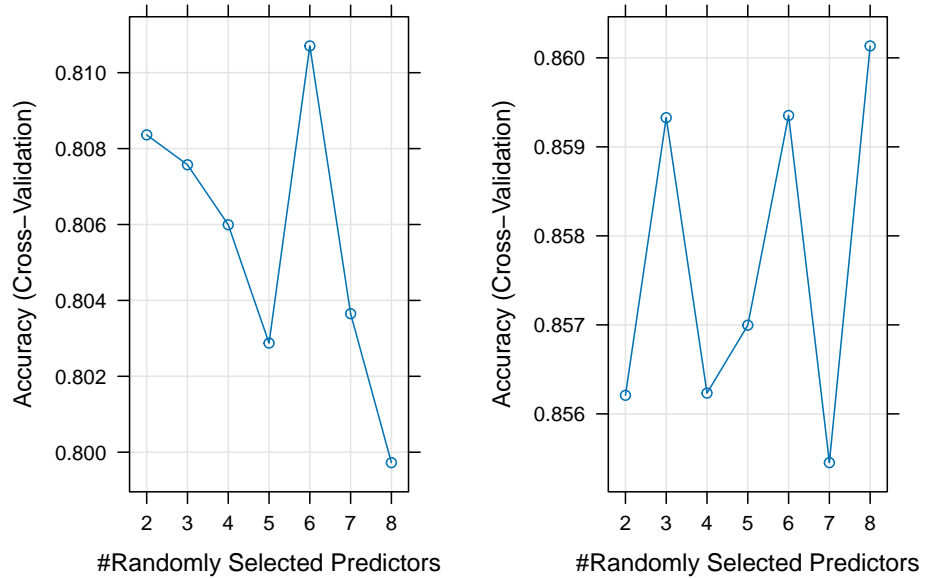 Accuracy (Cross−Validation)
0.810
0.808
0.806
0.804
0.802
0.800
2 3 4 5 6 7 8
#Randomly Selected Predictors
Accuracy (Cross−Validation)
0.860
0.859
0.858
0.857
0.856
2 3 4 5 6 7 8
#Randomly Selected Predictors